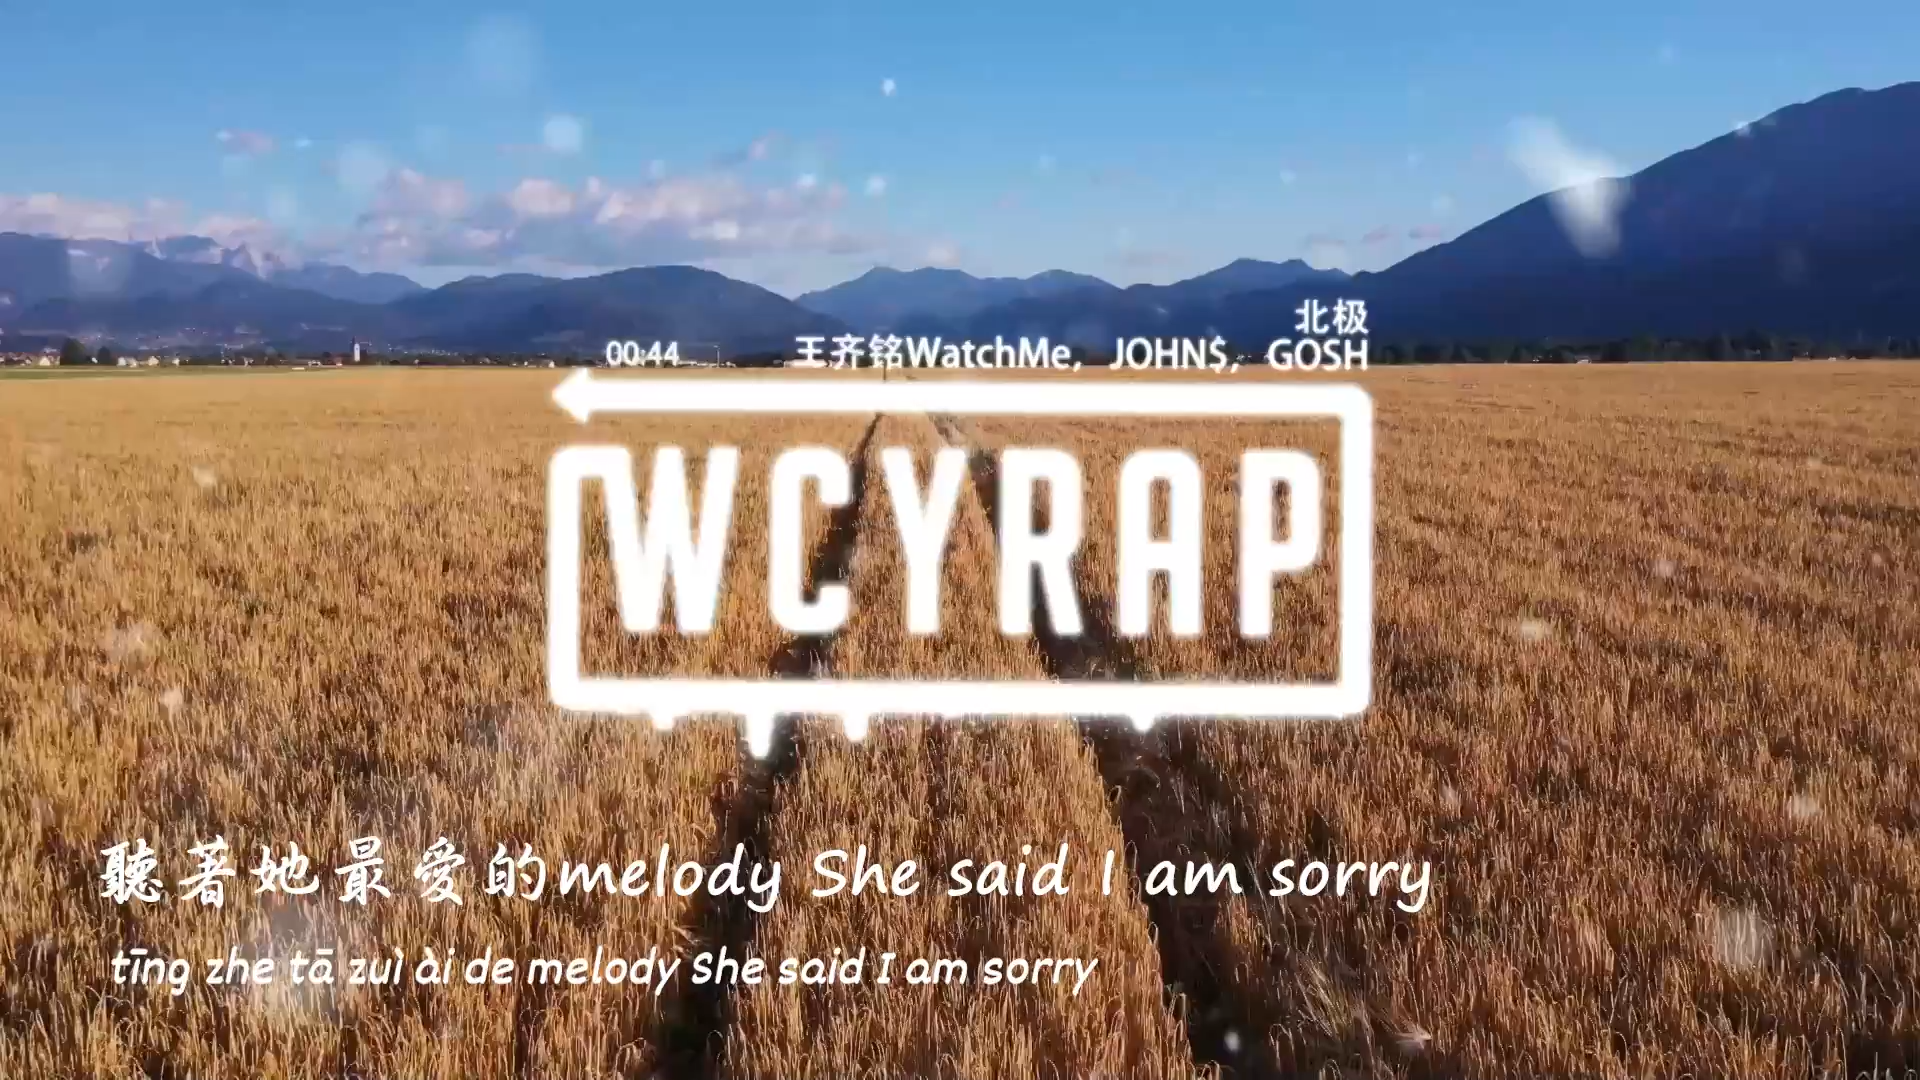 北极
00:44 王齐铭WatchMe, JOHN$, GOSH
WCYRAP
聽著她最愛的melody She said I am sorry
tīng zhe tā zuì ài de melody She said I am sorry